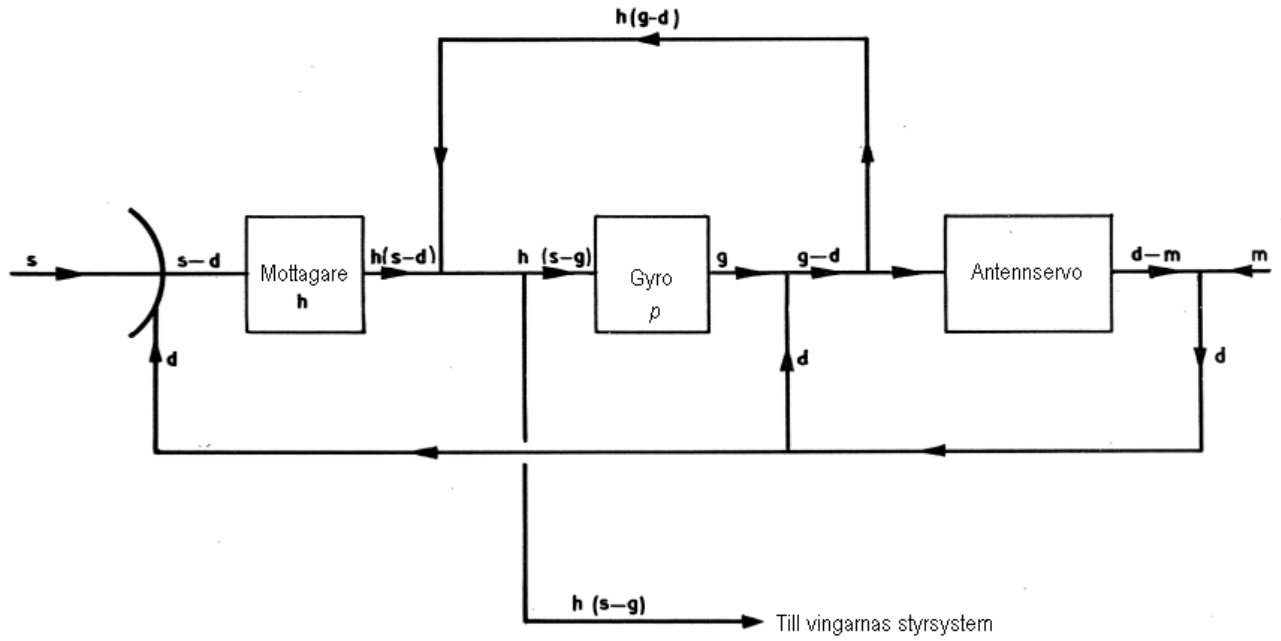 h(g-d)
s
s-d
Mottagare
h
h(s-d)
h (s-g)
Gyro
p
g
g-d
Antennservo
d-m
m
d
d
d
h (s-g)
Till vingarnas styrsystem